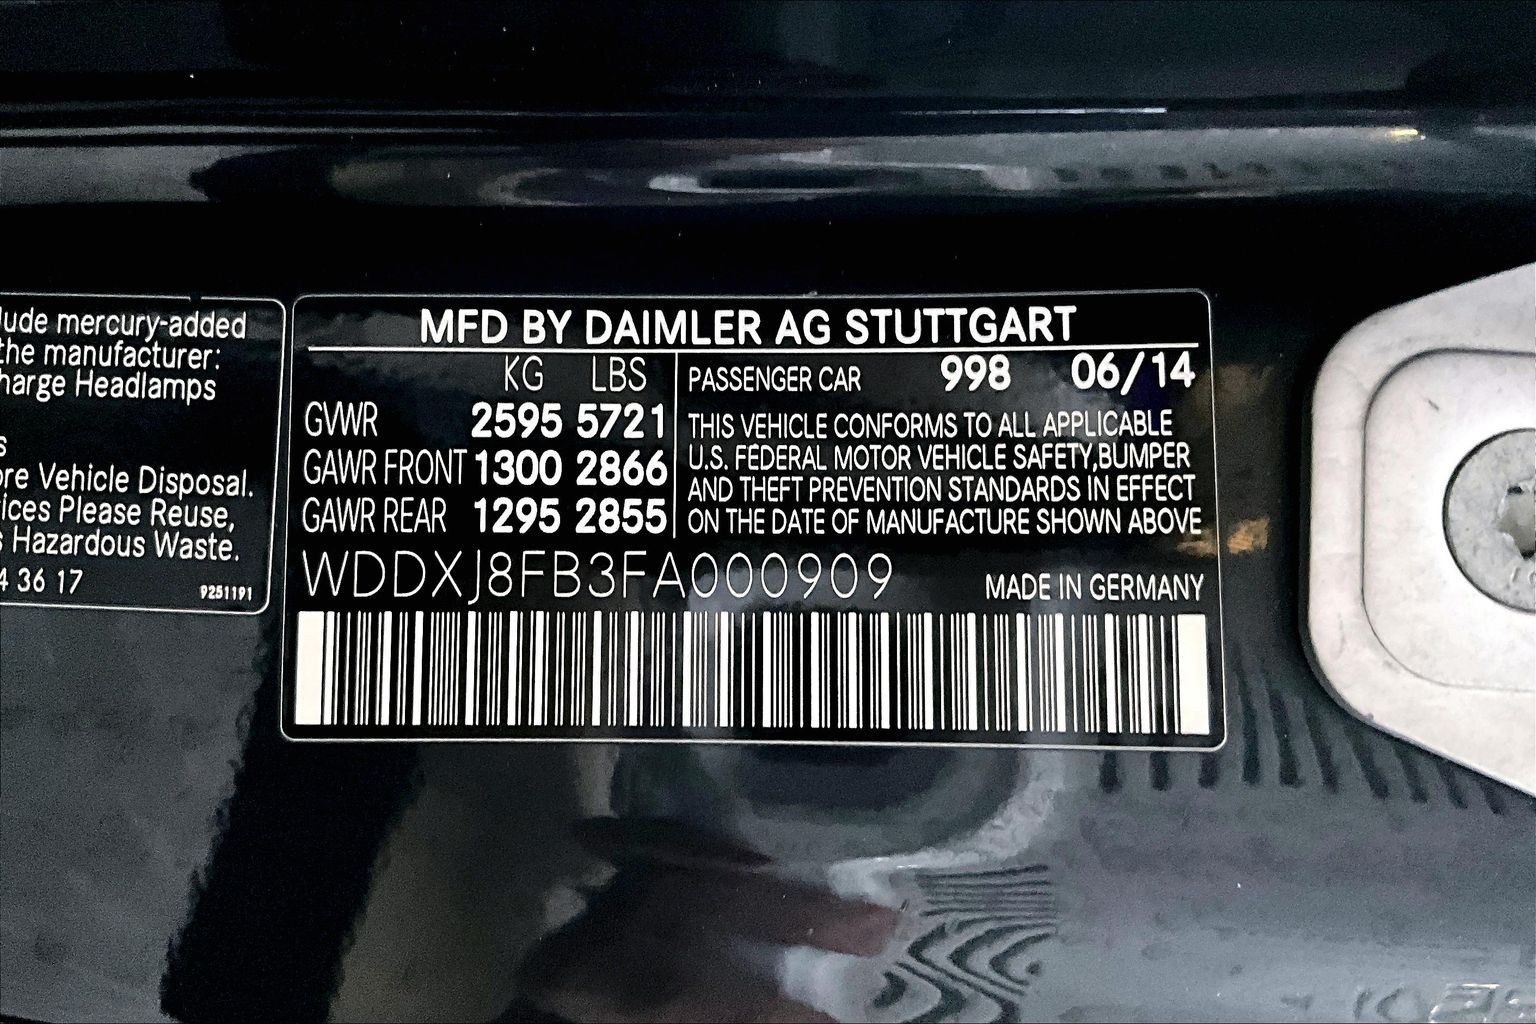 lude mercury-added
the manufacturer:
harge Headlamps
s
ore Vehicle Disposal.
ices Please Reuse,
s Hazardous Waste.
4 36 17
9251191
MFD BY DAIMLER AG STUTTGART
KG LBS
GVWR 2595 5721
GAWR FRONT 1300 2866
GAWR REAR 1295 2855
PASSENGER CAR 998 06/14
THIS VEHICLE CONFORMS TO ALL APPLICABLE
U.S. FEDERAL MOTOR VEHICLE SAFETY,BUMPER
AND THEFT PREVENTION STANDARDS IN EFFECT
ON THE DATE OF MANUFACTURE SHOWN ABOVE
WDDXJ8FB3FA000909
MADE IN GERMANY